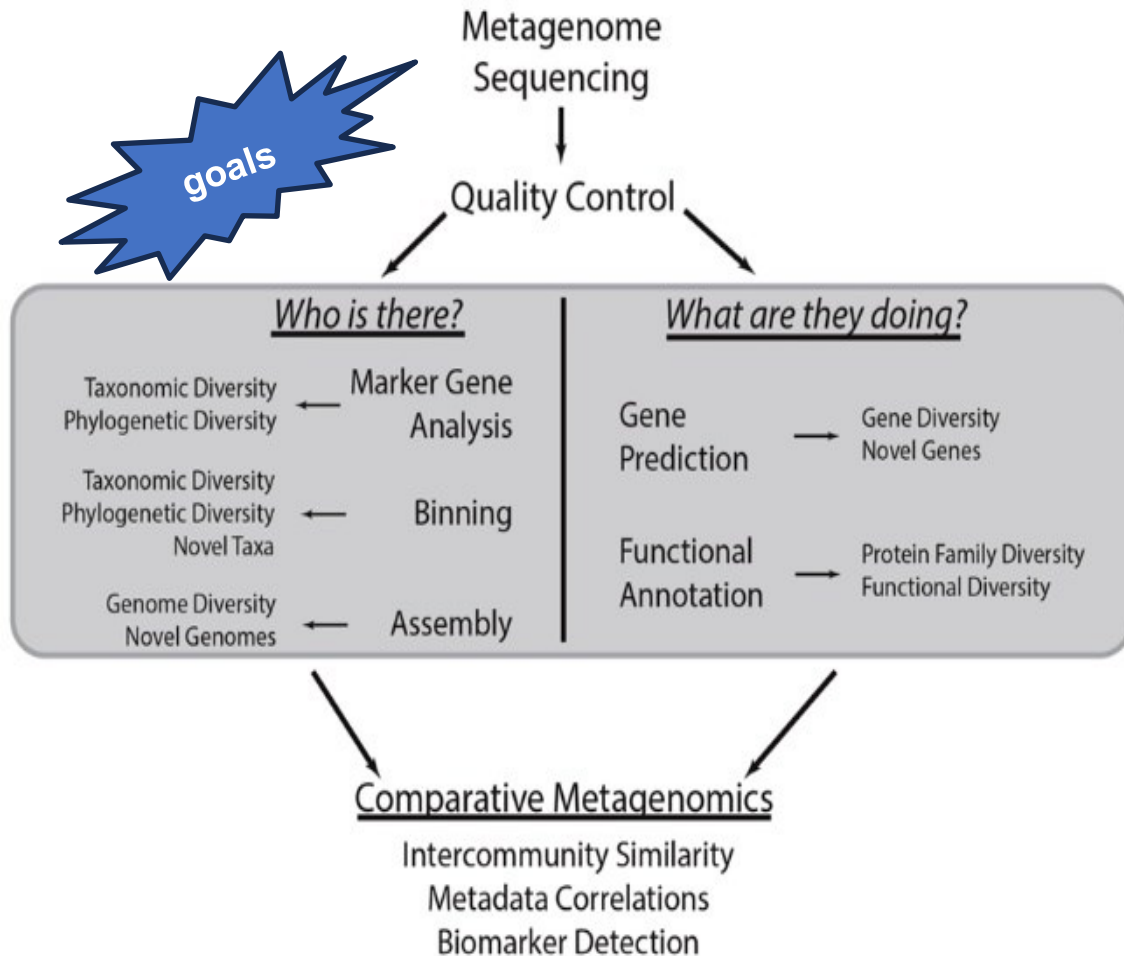 Metagenome
Sequencing
goals
Quality Control
Who is there?
Taxonomic Diversity
Phylogenetic Diversity
Marker Gene
Analysis
Taxonomic Diversity
Phylogenetic Diversity
Novel Taxa
Binning
Genome Diversity
Novel Genomes
Assembly
What are they doing?
Gene
Prediction
Gene Diversity
Novel Genes
Functional
Annotation
Protein Family Diversity
Functional Diversity
Comparative Metagenomics
Intercommunity Similarity
Metadata Correlations
Biomarker Detection